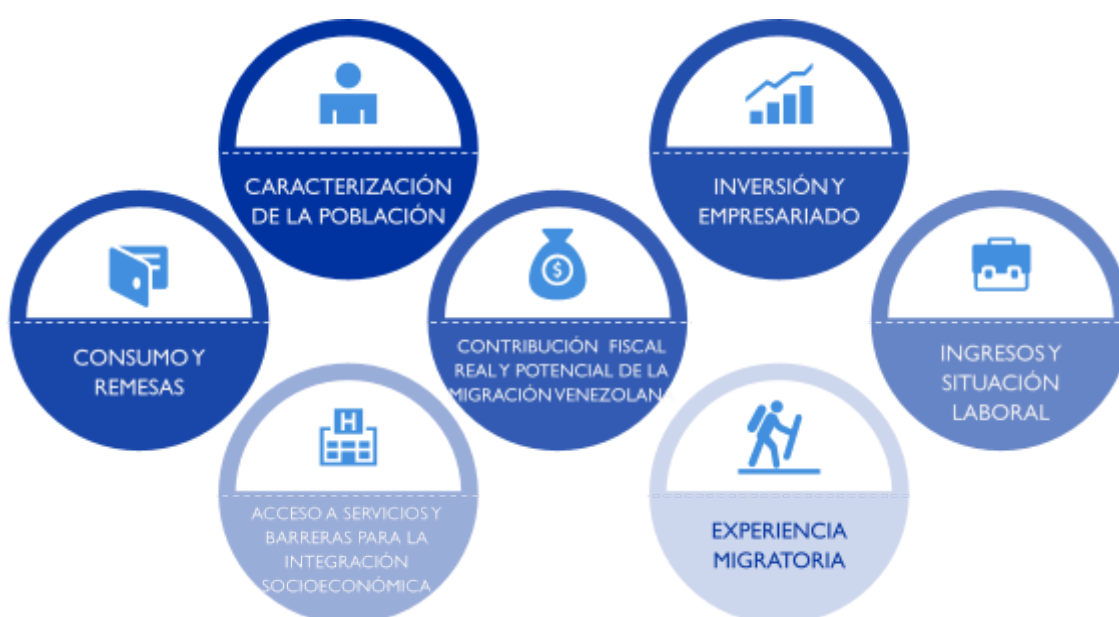 CARACTERIZACIÓN
DE LA POBLACIÓN
INVERSIÓN Y
EMPRESARIADO
CONSUMO Y
REMESAS
$
CONTRIBUCIÓN FISCAL
REAL Y POTENCIAL DE LA
MIGRACIÓN VENEZOLANA
INGRESOS Y
SITUACIÓN
LABORAL
H
ACCESO A SERVICIOS Y
BARRERAS PARA LA
INTEGRACIÓN
SOCIOECONÓMICA
EXPERIENCIA
MIGRATORIA